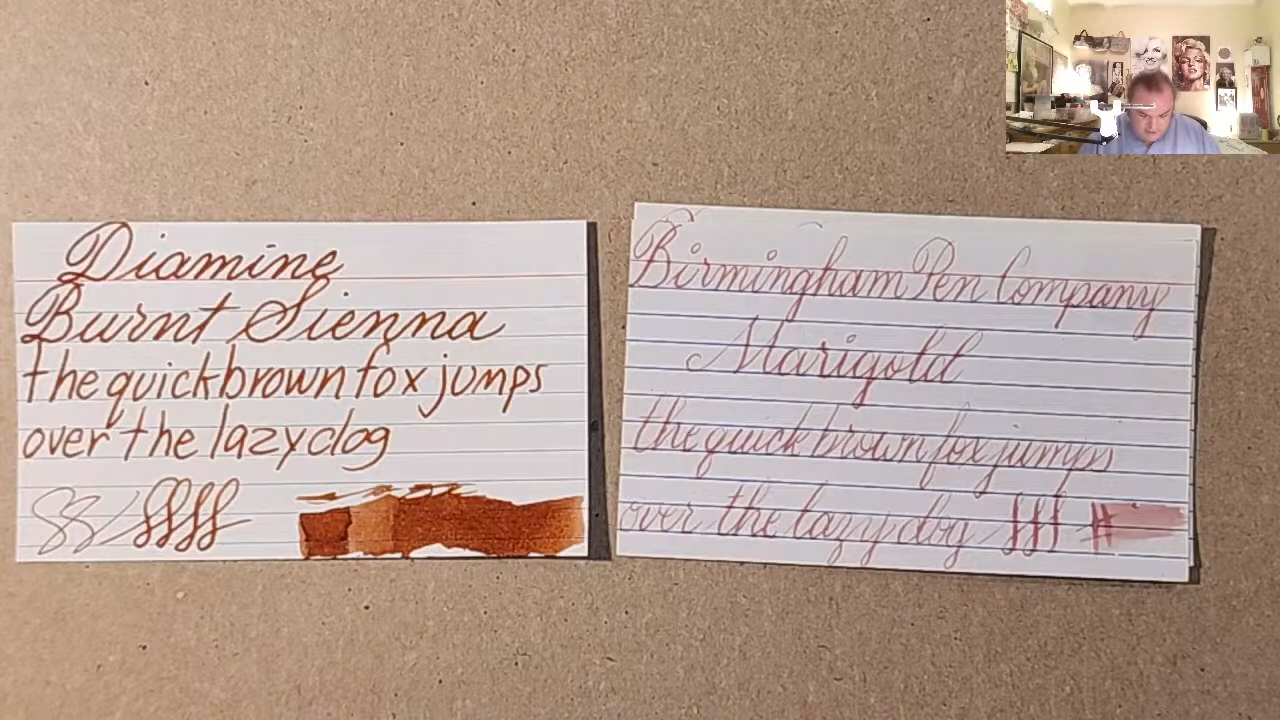 Diamine
Burnt Sienna
the quick brown fox jumps
over the lazy dog
Birmingham Pen Company
Marigold
the quick brown fox jumps
over the lazy dog